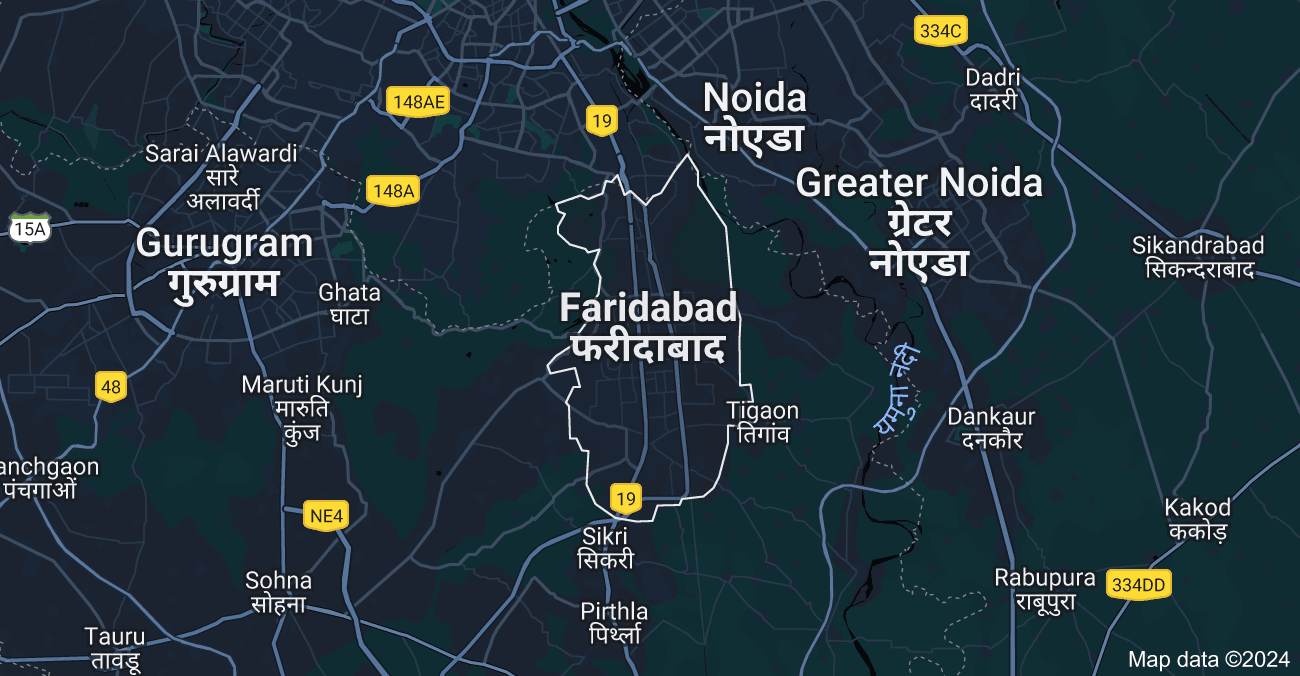 334C
Dadri
दादरी
148AE
Noida
नोएडा
19
Sarai Alawardi
सारे
अलावर्दी
148A
Greater Noida
ग्रेटर
नोएडा
15A
Gurugram
गुरुग्राम
Sikandrabad
सिकन्दराबाद
Ghata
घाटा
Faridabad
फरीदाबाद
यमुना नदी
48
Maruti Kunj
मारुति
कुंज
Tigaon
तिगांव
Dankaur
दनकौर
anchgaon
पंचगाओं
19
NE4
Kakod
ककोड़
Sikri
सिकरी
Sohna
सोहना
Rabupura
राबूपुरा
334DD
Pirthla
पिर्थ्ला
Tauru
तावडू
Map data ©2024